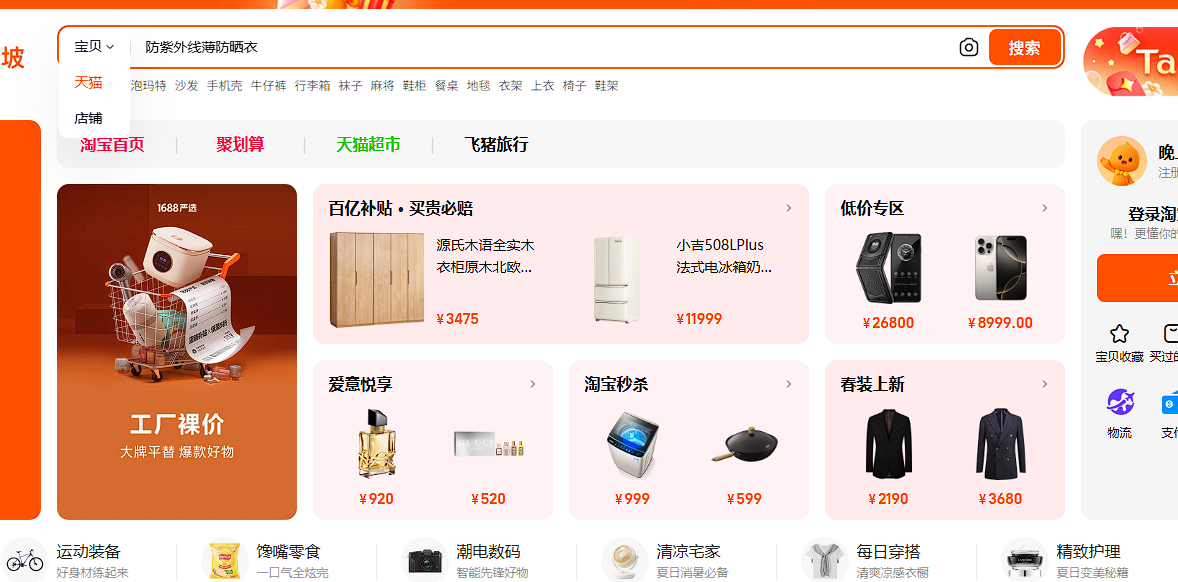 坡
宝贝
防紫外线薄防晒衣
搜索
Ta
天猫
泡玛特 沙发 手机壳 牛仔裤 行李箱 袜子 麻将 鞋柜 餐桌 地毯 衣架 上衣 椅子 鞋架
店铺
淘宝首页 聚划算 天猫超市 飞猪旅行
1688严选
工厂裸价
大牌平替 爆款好物
百亿补贴 • 买贵必赔
源氏木语全实木
衣柜原木北欧...
¥3475
小吉508LPlus
法式电冰箱奶...
¥11999
低价专区
¥26800
¥8999.00
爱意悦享
GUCCI
¥920
¥520
淘宝秒杀
¥999
¥599
春装上新
¥2190
¥3680
晚
注册
登录淘
嘿！更懂你的
立
宝贝收藏
买过的
物流
支付
运动装备
好身材练起来
馋嘴零食
一口气全炫完
潮电数码
智能先锋好物
清凉宅家
夏日消暑必备
每日穿搭
清爽凉感衣橱
精致护理
夏日变美秘籍